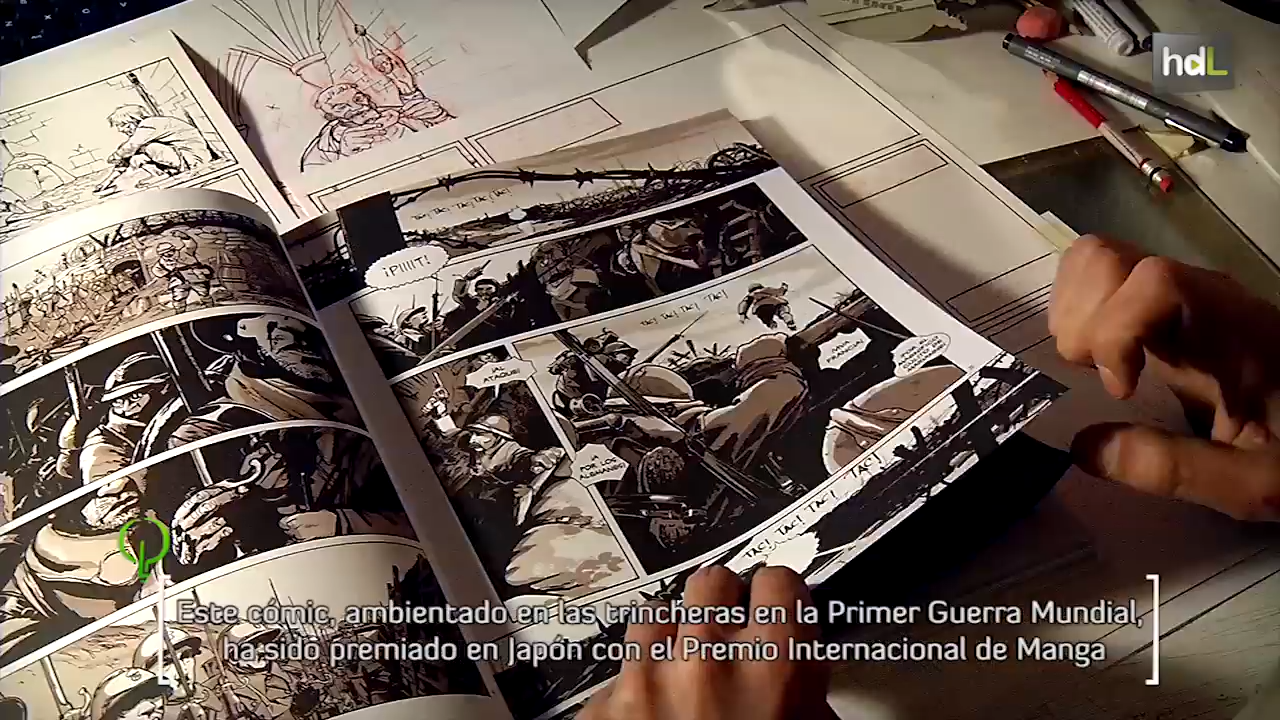 hdL
TAC! TAC! TAC! TAC! TAC!
¡PIIIIT!
TAC! TAC! TAC! TAC!
¡AL
ATAQUE!
¡VIVA
FRANCIA!
¡A
POR LOS
ALEMANES!
TAC! TAC! TAC! TAC!
Este cómic, ambientado en las trincheras en la Primer Guerra Mundial,
ha sido premiado en Japón con el Premio Internacional de Manga